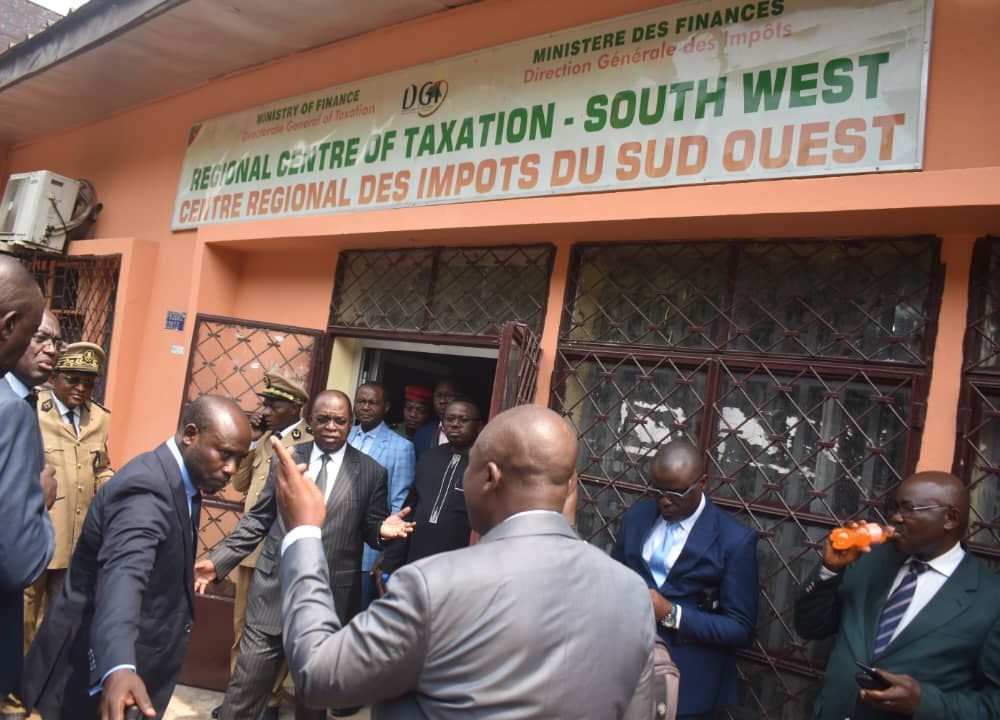 MINISTRY OF FINANCE
Directorate General of Taxation
DGI
MINISTERE DES FINANCES
Direction Générale des Impôts
REGIONAL CENTRE OF TAXATION - SOUTH WEST
CENTRE REGIONAL DES IMPOTS DU SUD OUEST